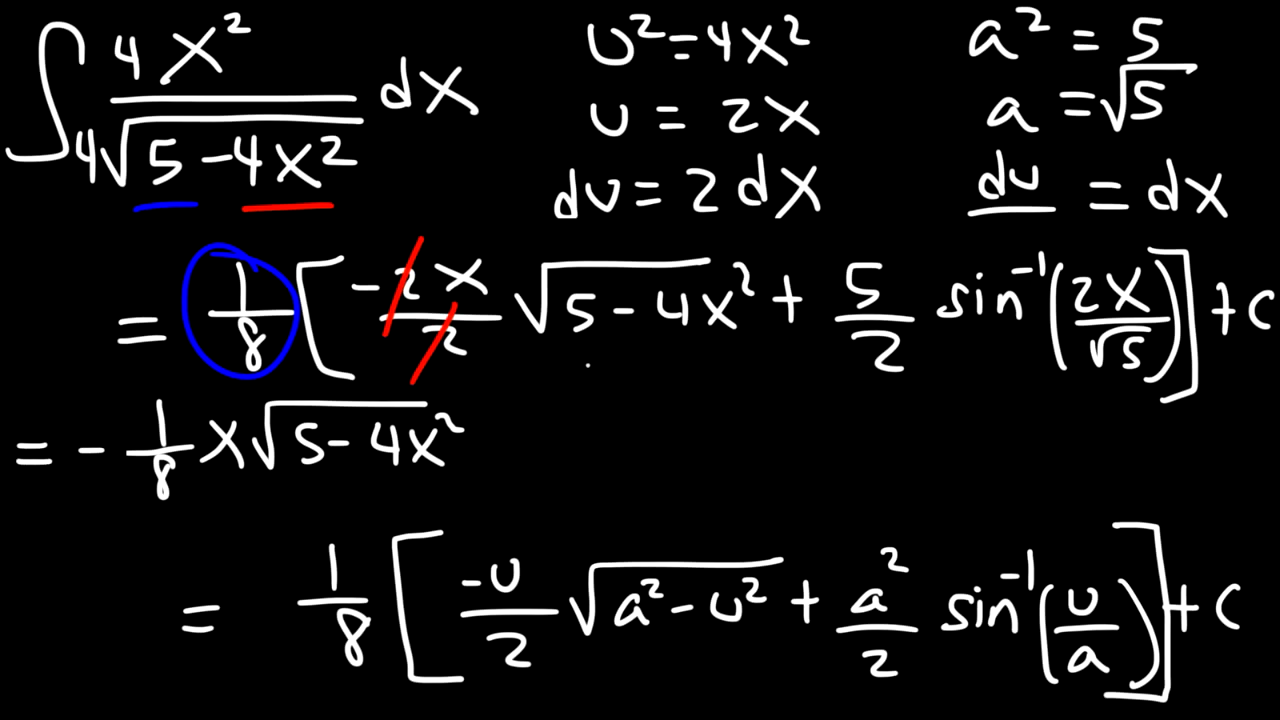 ∫ 4x² / 4√(5 - 4x²) dx   u² = 4x²   a² = 5
u = 2x   a = √5
du = 2dx   du = dx
= 1/8 [ -2x/2 √(5 - 4x²) + 5/2 sin⁻¹(2x/√5) ] + C
= - 1/8 x√(5 - 4x²)
= 1/8 [ -u/2 √(a² - u²) + a²/2 sin⁻¹(u/a) ] + C